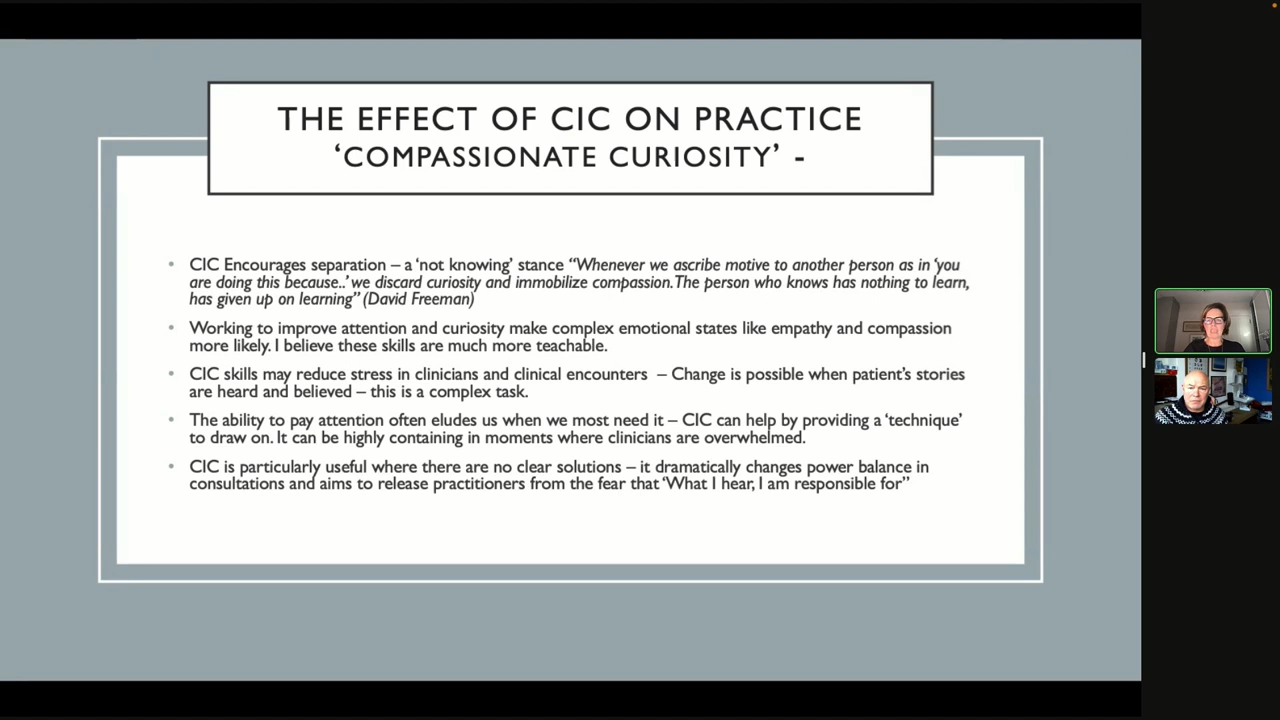 THE EFFECT OF CIC ON PRACTICE
‘COMPASSIONATE CURIOSITY’ -
• CIC Encourages separation – a ‘not knowing’ stance “Whenever we ascribe motive to another person as in ‘you
are doing this because..’ we discard curiosity and immobilize compassion. The person who knows has nothing to learn,
has given up on learning” (David Freeman)
• Working to improve attention and curiosity make complex emotional states like empathy and compassion
more likely. I believe these skills are much more teachable.
• CIC skills may reduce stress in clinicians and clinical encounters – Change is possible when patient’s stories
are heard and believed – this is a complex task.
• The ability to pay attention often eludes us when we most need it – CIC can help by providing a ‘technique’
to draw on. It can be highly containing in moments where clinicians are overwhelmed.
• CIC is particularly useful where there are no clear solutions – it dramatically changes power balance in
consultations and aims to release practitioners from the fear that ‘What I hear, I am responsible for”